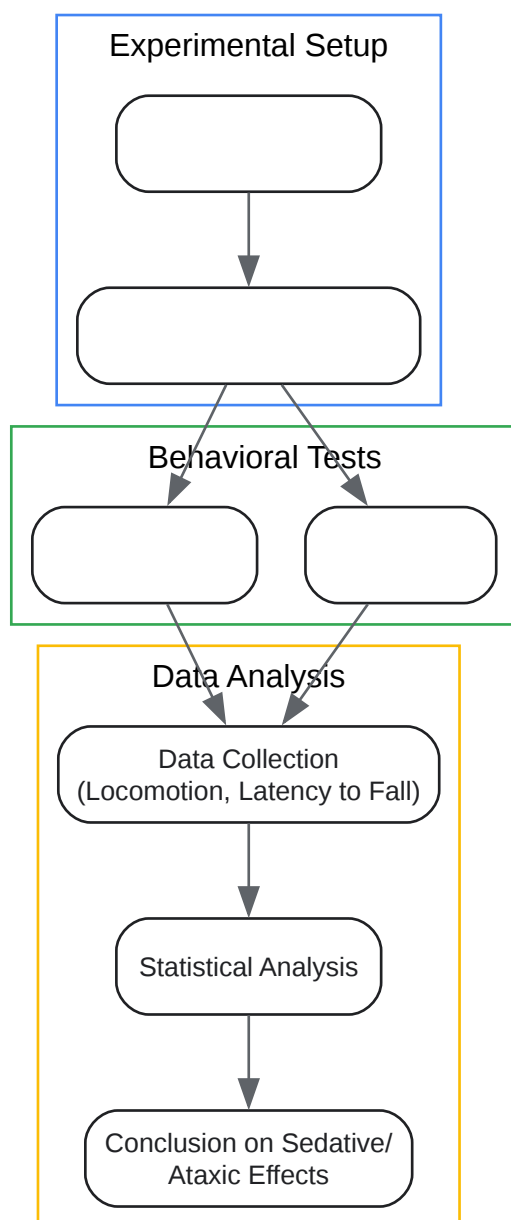 Experimental Setup
Behavioral Tests
Data Analysis
Data Collection
(Locomotion, Latency to Fall)
Statistical Analysis
Conclusion on Sedative/
Ataxic Effects